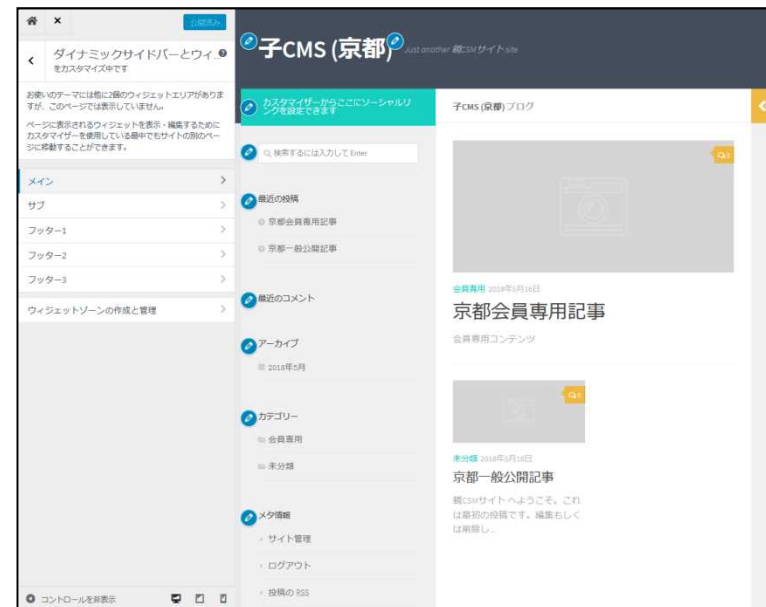 公開済み
ダイナミックサイドバーとウィ...
をカスタマイズ中です
お使いのテーマには他に2個のウィジェットエリアがありま
すが、このページでは表示していません。
ページに表示されるウィジェットを表示・編集するために
カスタマイザーを使用している最中でもサイトの別のペー
ジに移動することができます。
メイン
サブ
フッター1
フッター2
フッター3
ウィジェットゾーンの作成と管理
コントロールを非表示
子CMS (京都)
Just another 親CSMサイト site
カスタマイザーからここにソーシャルリ
ンクを設定できます
検索するには入力して Enter
最近の投稿
京都会員専用記事
京都一般公開記事
最近のコメント
アーカイブ
2018年5月
カテゴリー
会員専用
未分類
メタ情報
サイト管理
ログアウト
投稿の RSS
子CMS (京都) ブログ
0
会員専用 2018年5月16日
京都会員専用記事
会員専用コンテンツ
0
未分類 2018年5月16日
京都一般公開記事
親CSMサイト へようこそ。これ
は最初の投稿です。編集もしく
は削除し...